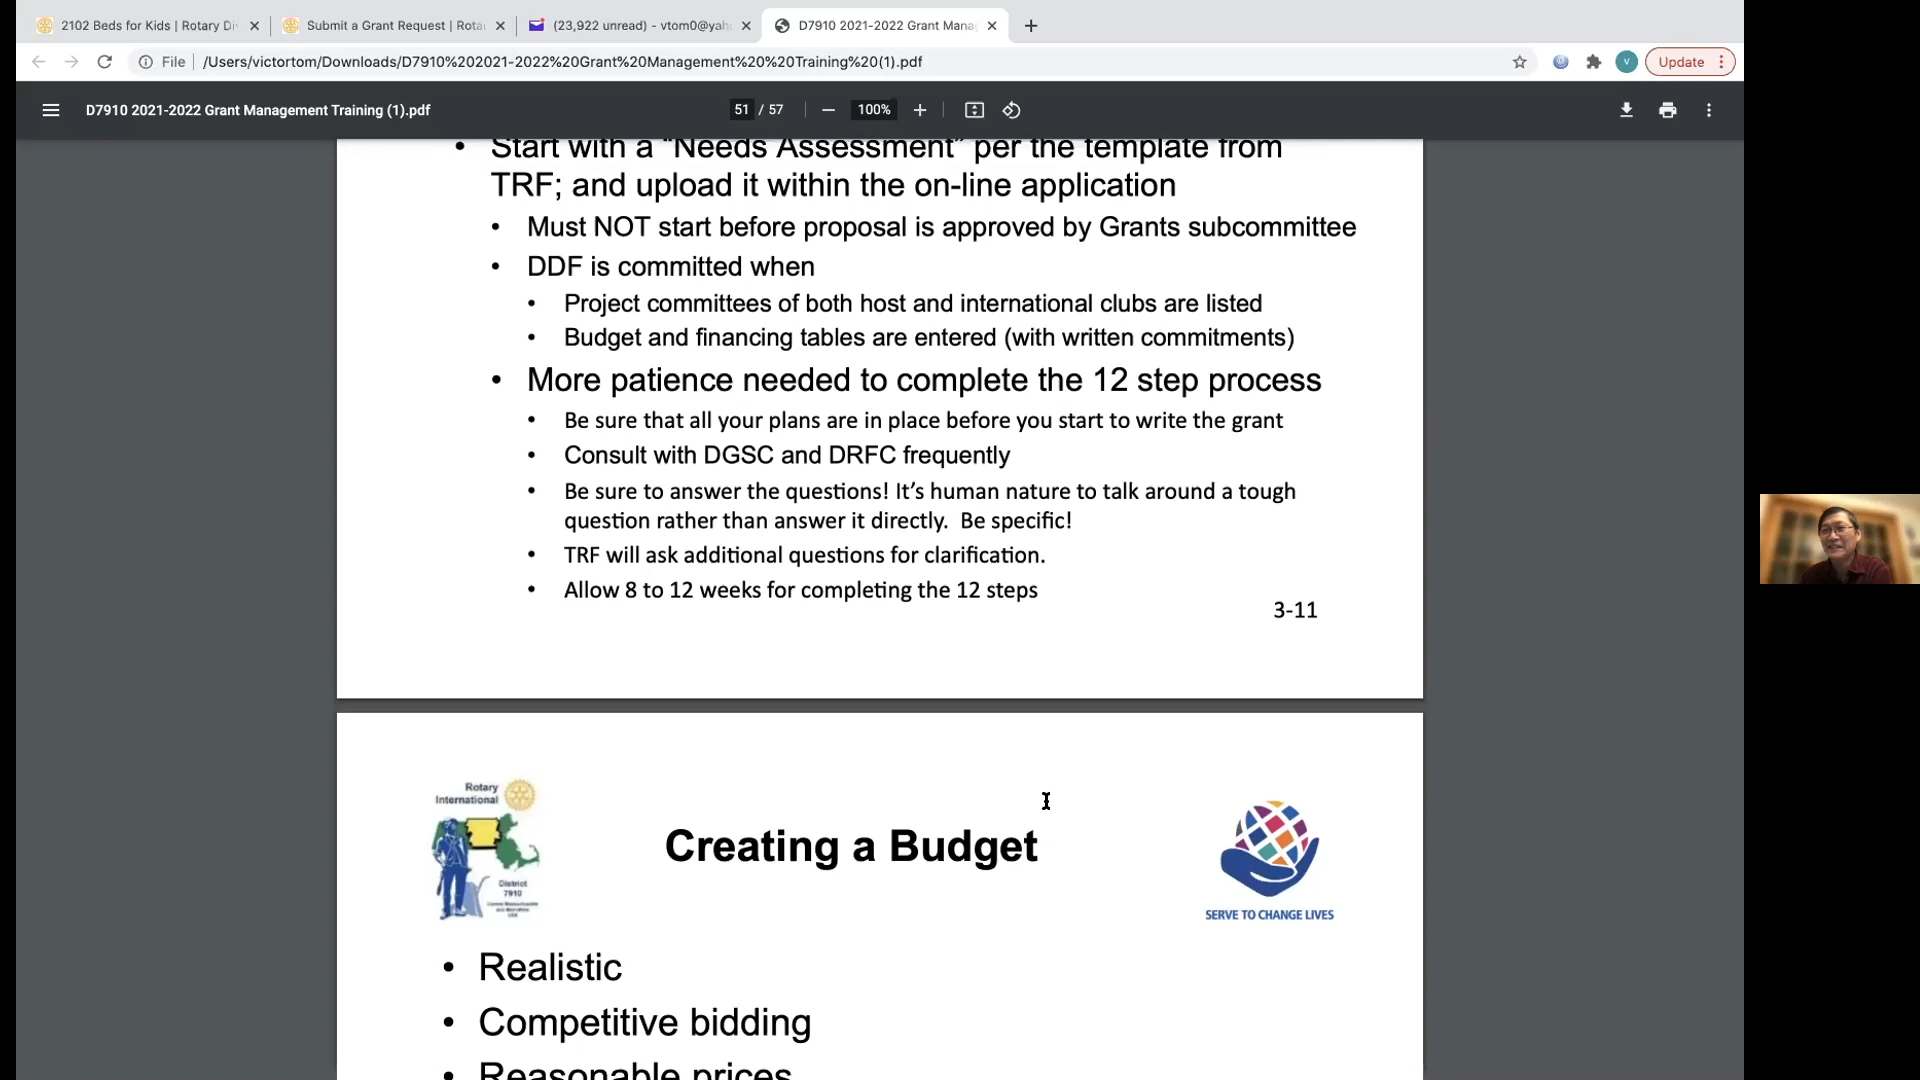 2102 Beds for Kids | Rotary Di
Submit a Grant Request | Rota
(23,922 unread) - vtom0@yaho
D7910 2021-2022 Grant Mana
File
/Users/victortom/Downloads/D7910%202021-2022%20Grant%20Management%20%20Training%20(1).pdf
V
Update
D7910 2021-2022 Grant Management Training (1).pdf
51 / 57
100%
• Start with a “Needs Assessment” per the template from
TRF; and upload it within the on-line application
• Must NOT start before proposal is approved by Grants subcommittee
• DDF is committed when
• Project committees of both host and international clubs are listed
• Budget and financing tables are entered (with written commitments)
• More patience needed to complete the 12 step process
• Be sure that all your plans are in place before you start to write the grant
• Consult with DGSC and DRFC frequently
• Be sure to answer the questions! It’s human nature to talk around a tough
question rather than answer it directly.  Be specific!
• TRF will ask additional questions for clarification.
• Allow 8 to 12 weeks for completing the 12 steps
3-11
Rotary
International
District
7910
Creating a Budget
SERVE TO CHANGE LIVES
• Realistic
• Competitive bidding
• Reasonable prices